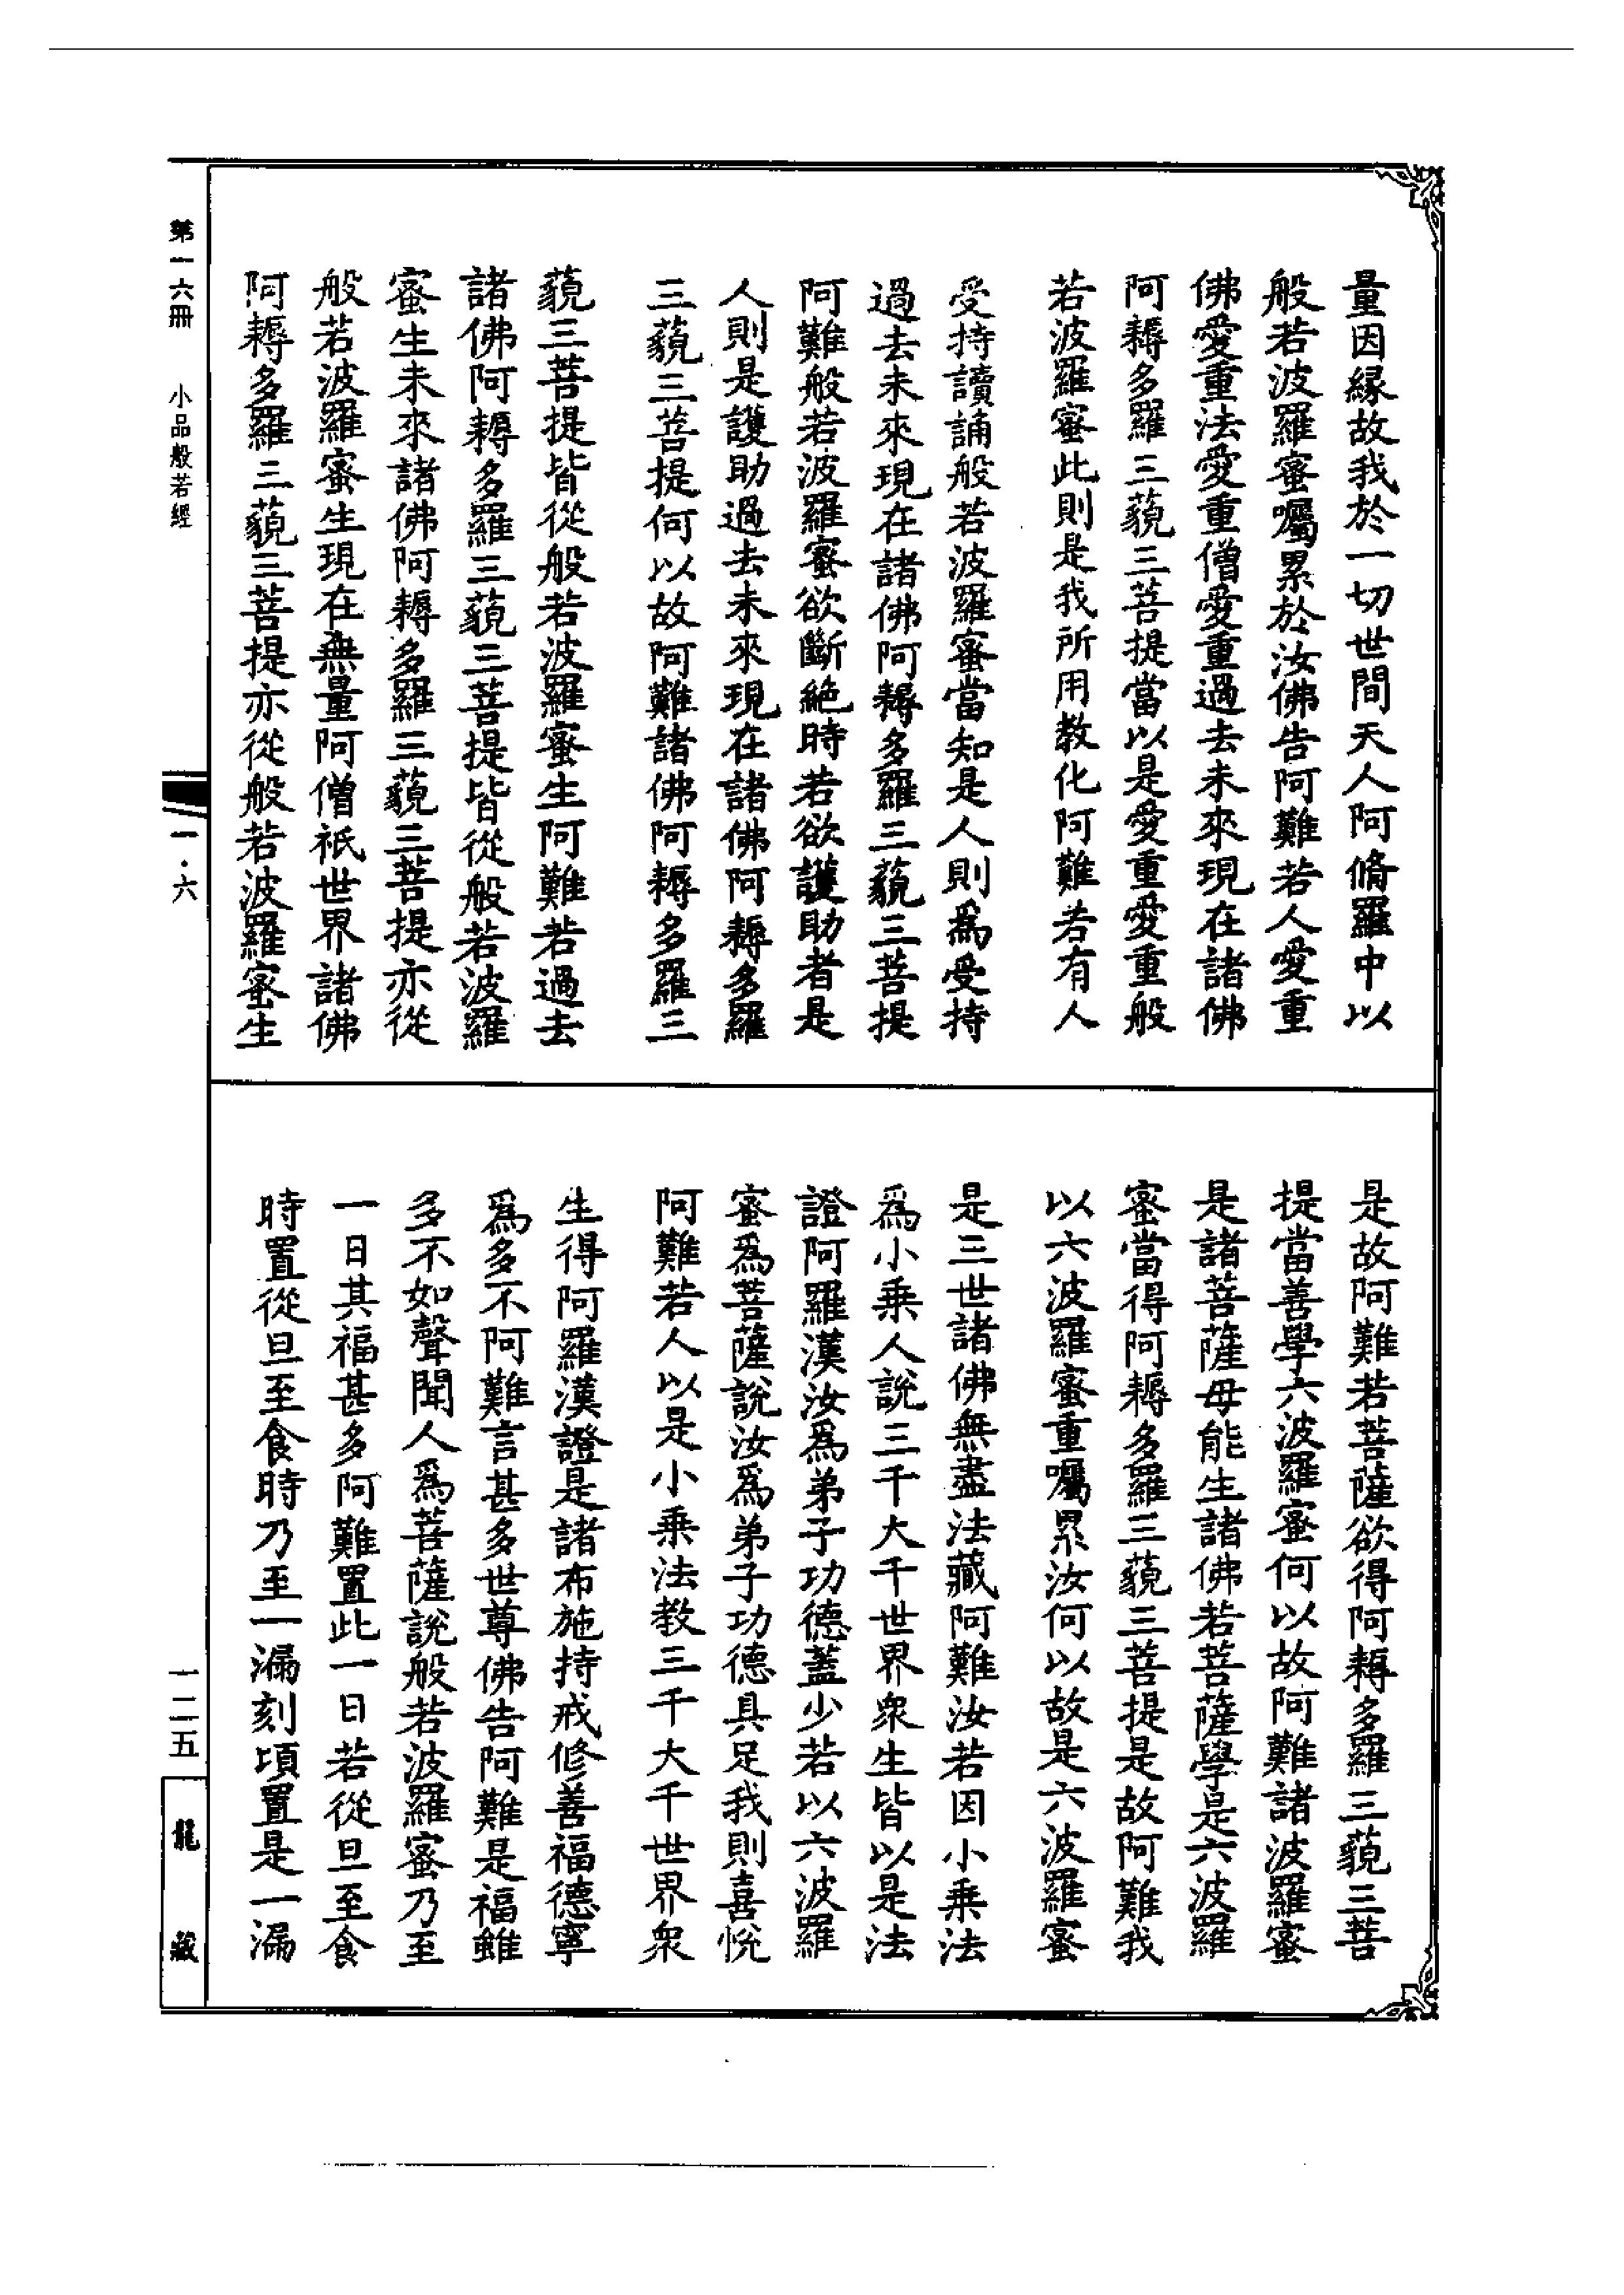 量因緣故我於一切世間天人阿脩羅中以
般若波羅蜜囑累於汝佛告阿難若人愛重
佛愛重法愛重僧愛重過去未來現在諸佛
阿耨多羅三藐三菩提當以是愛重愛重般
若波羅蜜此則是我所用教化阿難若有人
受持讀誦般若波羅蜜當知是人則為受持
過去未來現在諸佛阿耨多羅三藐三菩提
阿難般若波羅蜜欲斷絕時若欲護助者是
人則是護助過去未來現在諸佛阿耨多羅
三藐三菩提何以故阿難諸佛阿耨多羅三
藐三菩提皆從般若波羅蜜生阿難若過去
諸佛阿耨多羅三藐三菩提皆從般若波羅
蜜生未來諸佛阿耨多羅三藐三菩提亦從
般若波羅蜜生現在無量阿僧祇世界諸佛
阿耨多羅三藐三菩提亦從般若波羅蜜生
是故阿難若菩薩欲得阿耨多羅三藐三菩
提當善學六波羅蜜何以故阿難諸波羅蜜
是諸菩薩母能生諸佛若菩薩學是六波羅
蜜當得阿耨多羅三藐三菩提是故阿難我
以六波羅蜜重囑累汝何以故是六波羅蜜
是三世諸佛無盡法藏阿難汝若因小乘法
為小乘人說三千大千世界眾生皆以是法
證阿羅漢汝為弟子功德蓋少若以六波羅
蜜為菩薩說汝為弟子功德具足我則喜悅
阿難若人以是小乘法教三千大千世界眾
生得阿羅漢證是諸布施持戒修善福德寧
為多不阿難言甚多世尊佛告阿難是福雖
多不如聲聞人為菩薩說般若波羅蜜乃至
一日其福甚多阿難置此一日若從旦至食
時置從旦至食時乃至一漏刻頃置是一漏
第一六冊 小品般若經
一·六
一二五
龍藏